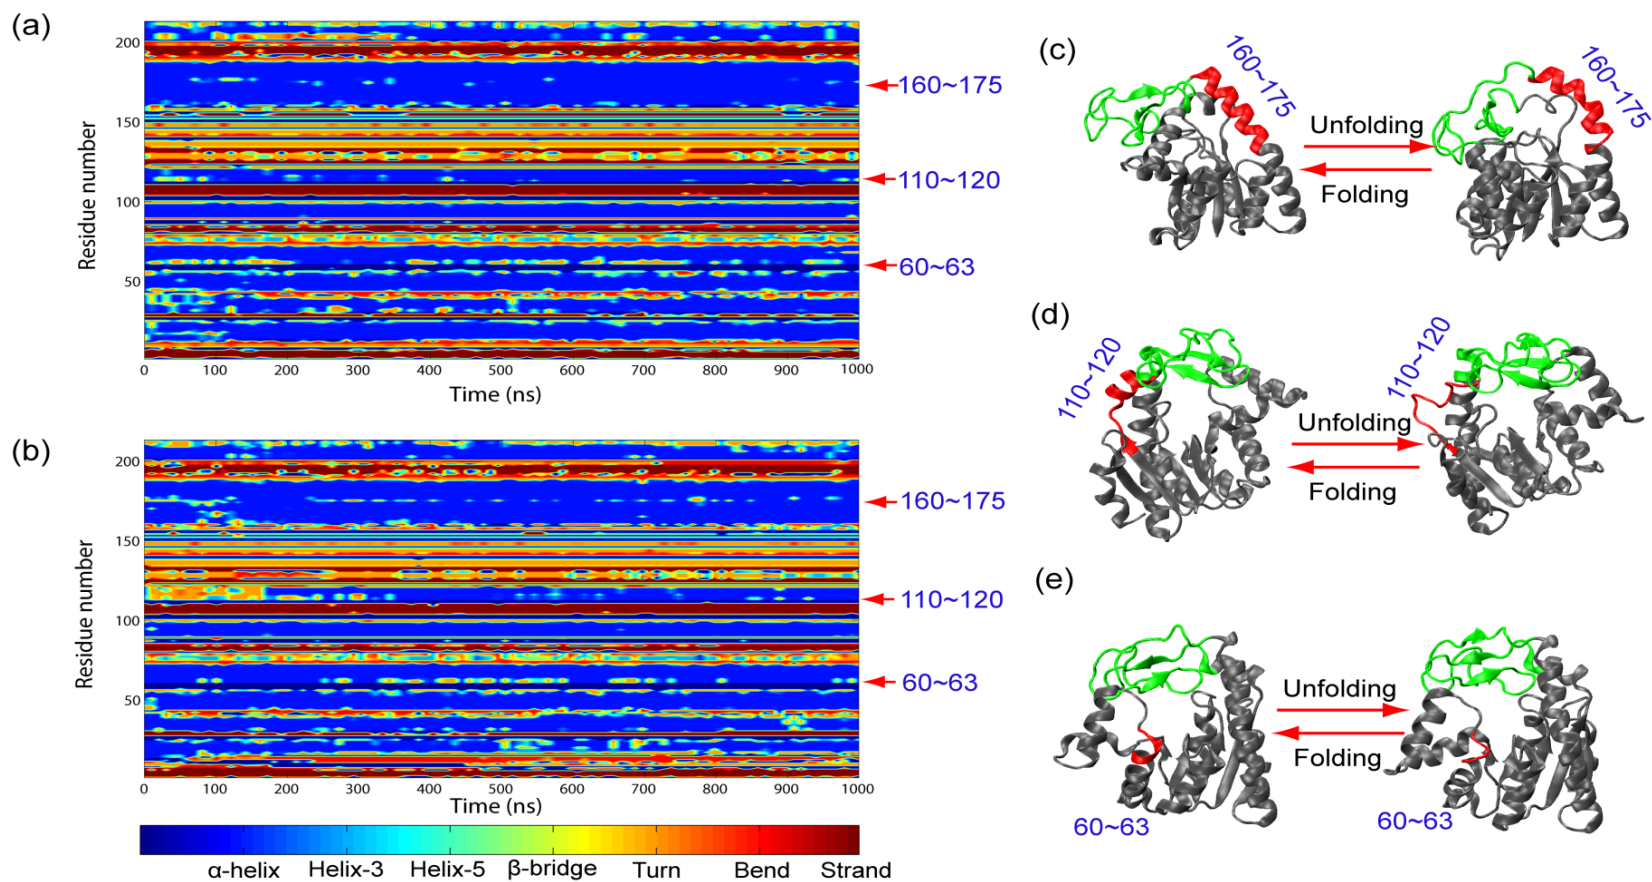 (a)
Residue number
200
150
100
50
0 100 200 300 400 500 600 700 800 900 1000
Time (ns)
160~175
110~120
60~63
(b)
Residue number
200
150
100
50
0 100 200 300 400 500 600 700 800 900 1000
Time (ns)
160~175
110~120
60~63
α-helix Helix-3 Helix-5 β-bridge Turn Bend Strand
(c)
160~175
Unfolding
Folding
160~175
(d)
110~120
Unfolding
Folding
110~120
(e)
Unfolding
Folding
60~63
60~63